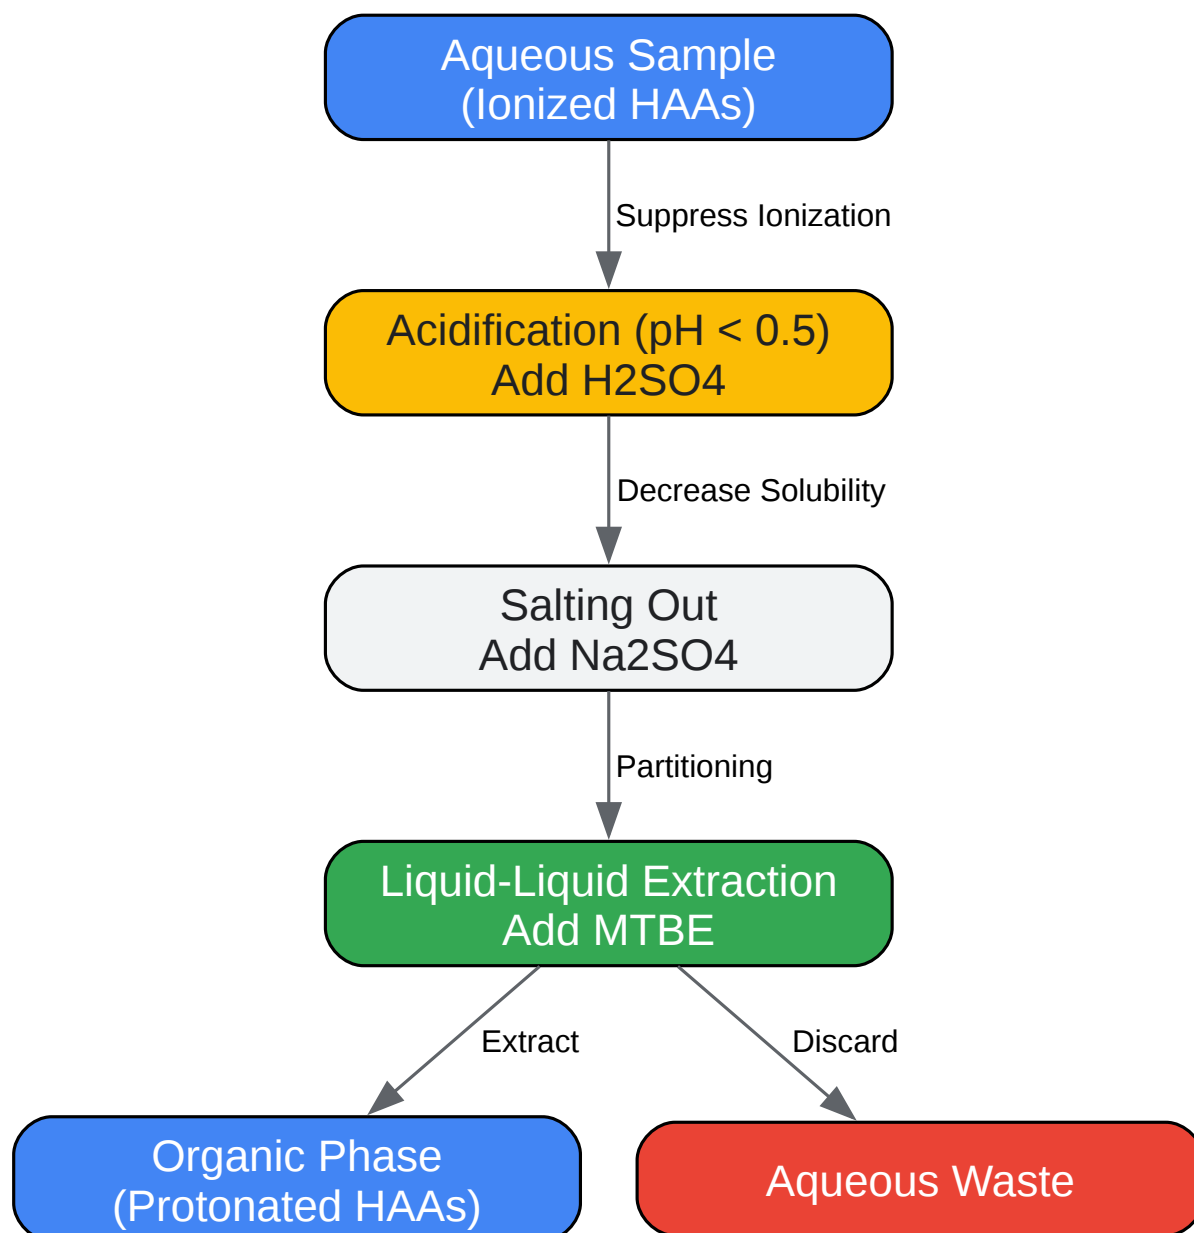 Aqueous Sample
(Ionized HAAs)
Suppress Ionization
Acidification (pH < 0.5)
Add H2SO4
Decrease Solubility
Salting Out
Add Na2SO4
Partitioning
Liquid-Liquid Extraction
Add MTBE
Extract
Discard
Organic Phase
(Protonated HAAs)
Aqueous Waste